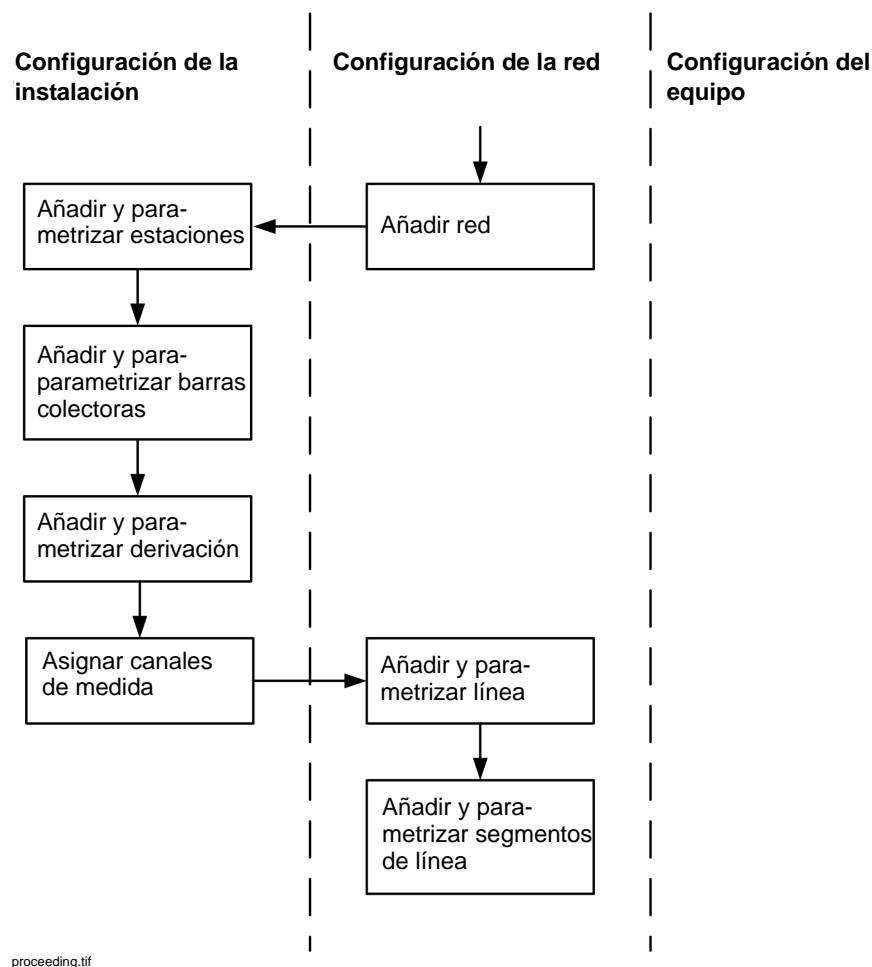 Configuración de la
instalación
Configuración de la red
Configuración del
equipo
Añadir y para-
metrizar estaciones
Añadir red
Añadir y para-
parametrizar barras
colectoras
Añadir y para-
metrizar derivación
Asignar canales
de medida
Añadir y para-
metrizar línea
Añadir y para-
metrizar segmentos
de línea
proceeding.tif